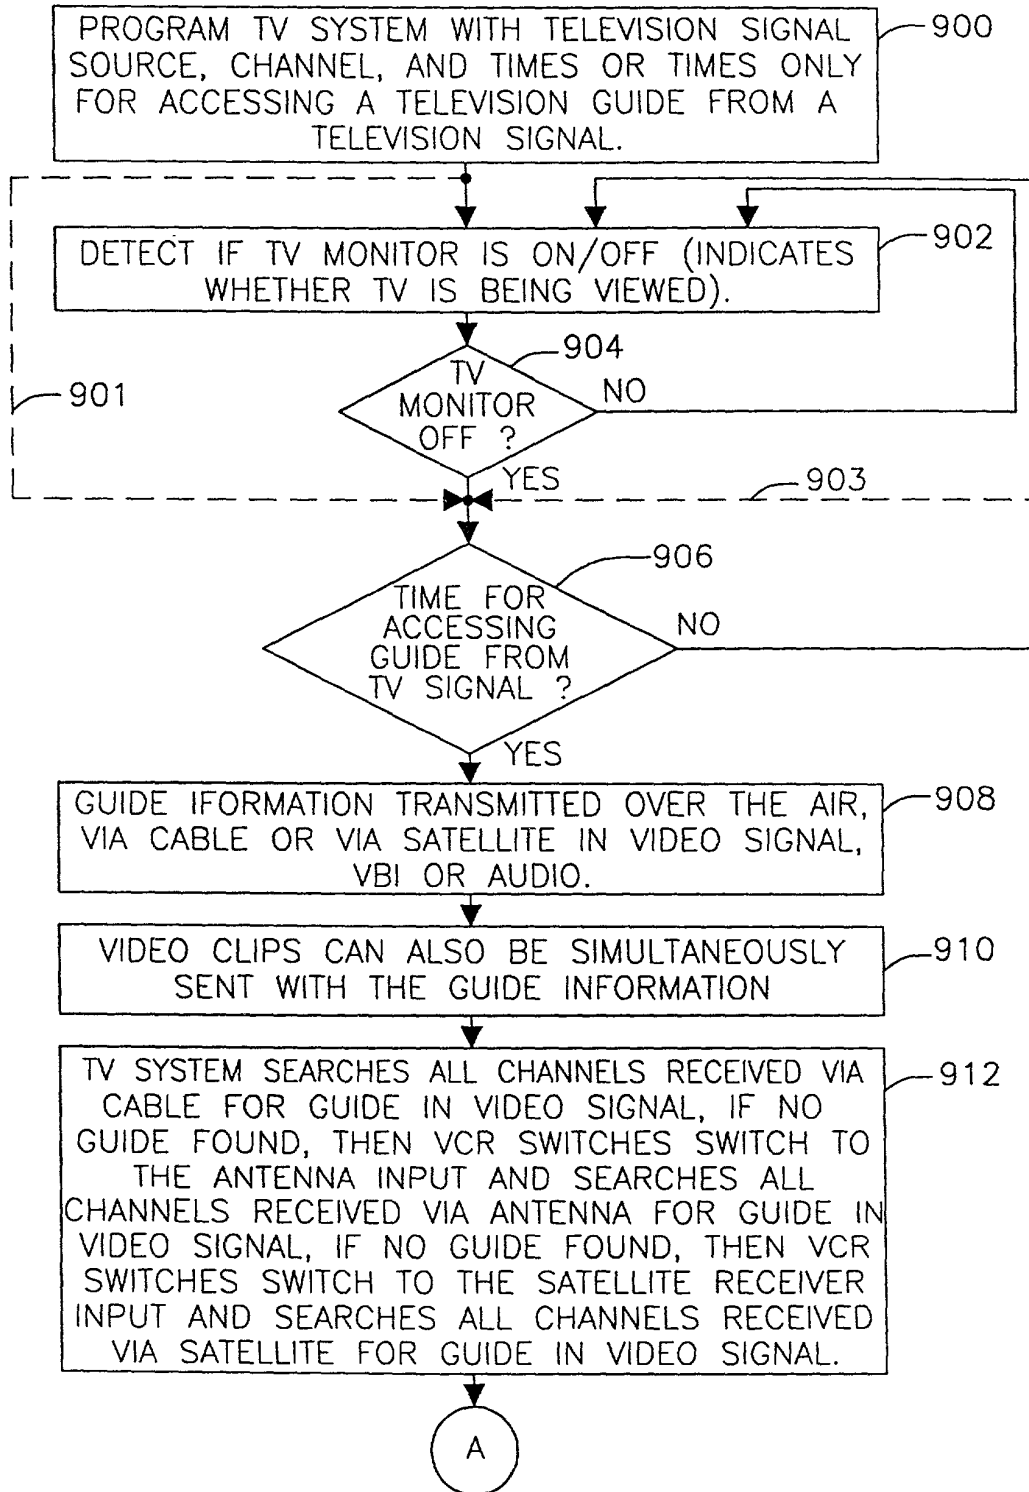 PROGRAM TV SYSTEM WITH TELEVISION SIGNAL
SOURCE, CHANNEL, AND TIMES OR TIMES ONLY
FOR ACCESSING A TELEVISION GUIDE FROM A
TELEVISION SIGNAL.
900
DETECT IF TV MONITOR IS ON/OFF (INDICATES
WHETHER TV IS BEING VIEWED).
902
904
TV
MONITOR
OFF ?
NO
901
YES
903
906
TIME FOR
ACCESSING
GUIDE FROM
TV SIGNAL ?
NO
YES
GUIDE IFORMATION TRANSMITTED OVER THE AIR,
VIA CABLE OR VIA SATELLITE IN VIDEO SIGNAL,
VBI OR AUDIO.
908
VIDEO CLIPS CAN ALSO BE SIMULTANEOUSLY
SENT WITH THE GUIDE INFORMATION
910
TV SYSTEM SEARCHES ALL CHANNELS RECEIVED VIA
CABLE FOR GUIDE IN VIDEO SIGNAL, IF NO
GUIDE FOUND, THEN VCR SWITCHES SWITCH TO
THE ANTENNA INPUT AND SEARCHES ALL
CHANNELS RECEIVED VIA ANTENNA FOR GUIDE IN
VIDEO SIGNAL, IF NO GUIDE FOUND, THEN VCR
SWITCHES SWITCH TO THE SATELLITE RECEIVER
INPUT AND SEARCHES ALL CHANNELS RECEIVED
VIA SATELLITE FOR GUIDE IN VIDEO SIGNAL.
912
A